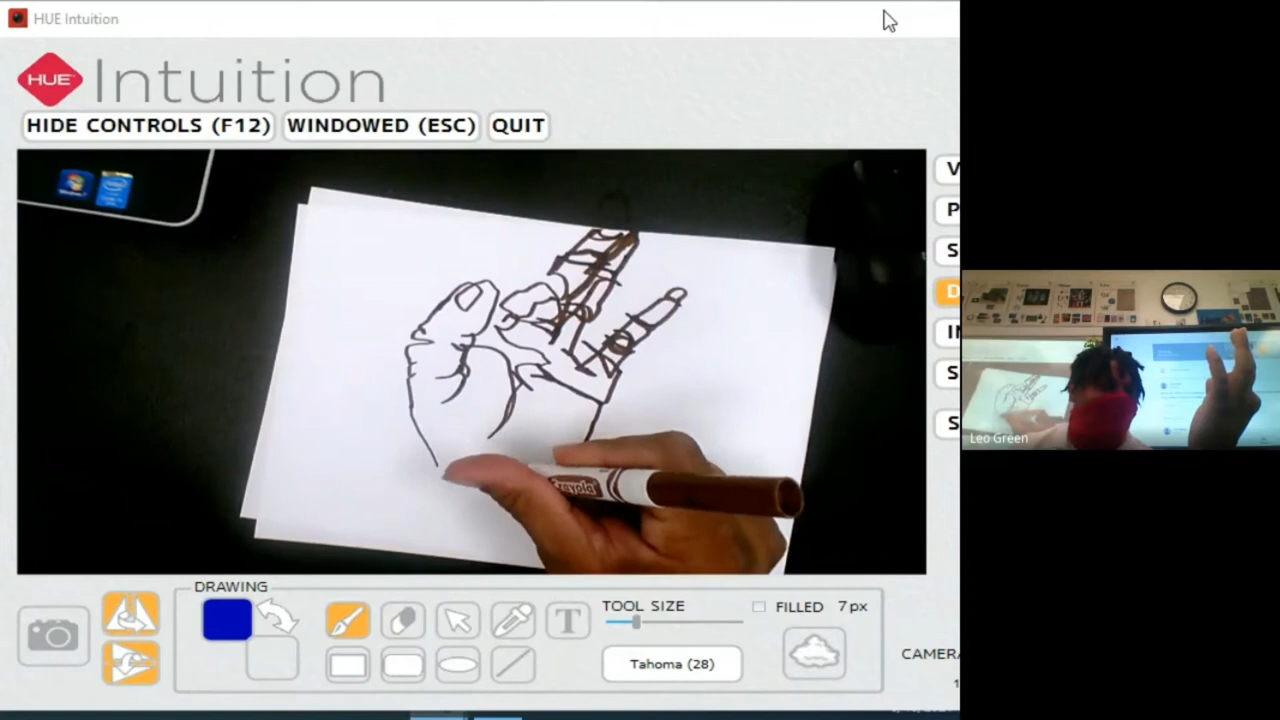 HUE Intuition
HUE Intuition
HIDE CONTROLS (F12) WINDOWED (ESC) QUIT
Crayola
DRAWING
TOOL SIZE
FILLED 7 px
T
Tahoma (28)
CAMERA
Leo Green